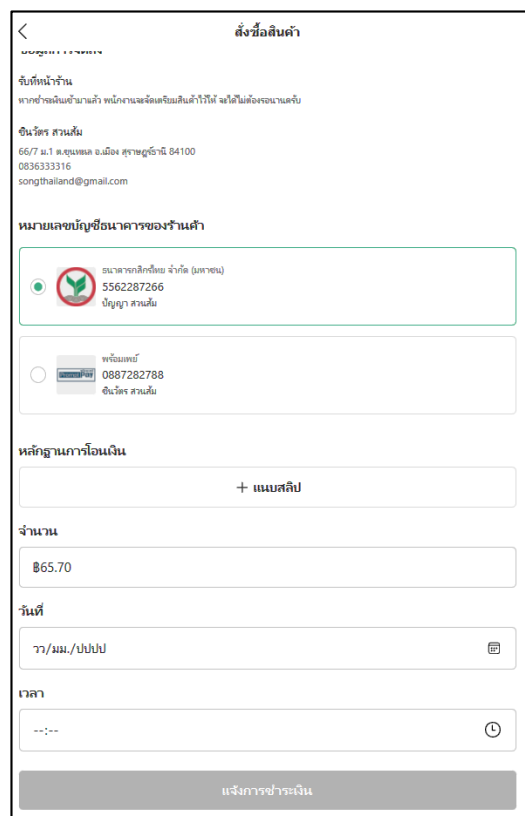 สั่งซื้อสินค้า
รับที่หน้าร้าน
หากชำระเงินเข้ามาแล้ว พนักงานจะจัดเตรียมสินค้าไว้ให้ จะได้ไม่ต้องรอนานครับ
ชินวัตร สวนส้ม
66/7 ม.1 ต.ขุนทะเล อ.เมือง สุราษฎร์ธานี 84100
0836333316
songthailand@gmail.com
หมายเลขบัญชีธนาคารของร้านค้า
ธนาคารกสิกรไทย จำกัด (มหาชน)
5562287266
ปัญญา สวนส้ม
พร้อมเพย์
0887282788
ชินวัตร สวนส้ม
หลักฐานการโอนเงิน
+ แนบสลิป
จำนวน
฿65.70
วันที่
วว/มม./ปปปป
เวลา
--:--
แจ้งการชำระเงิน